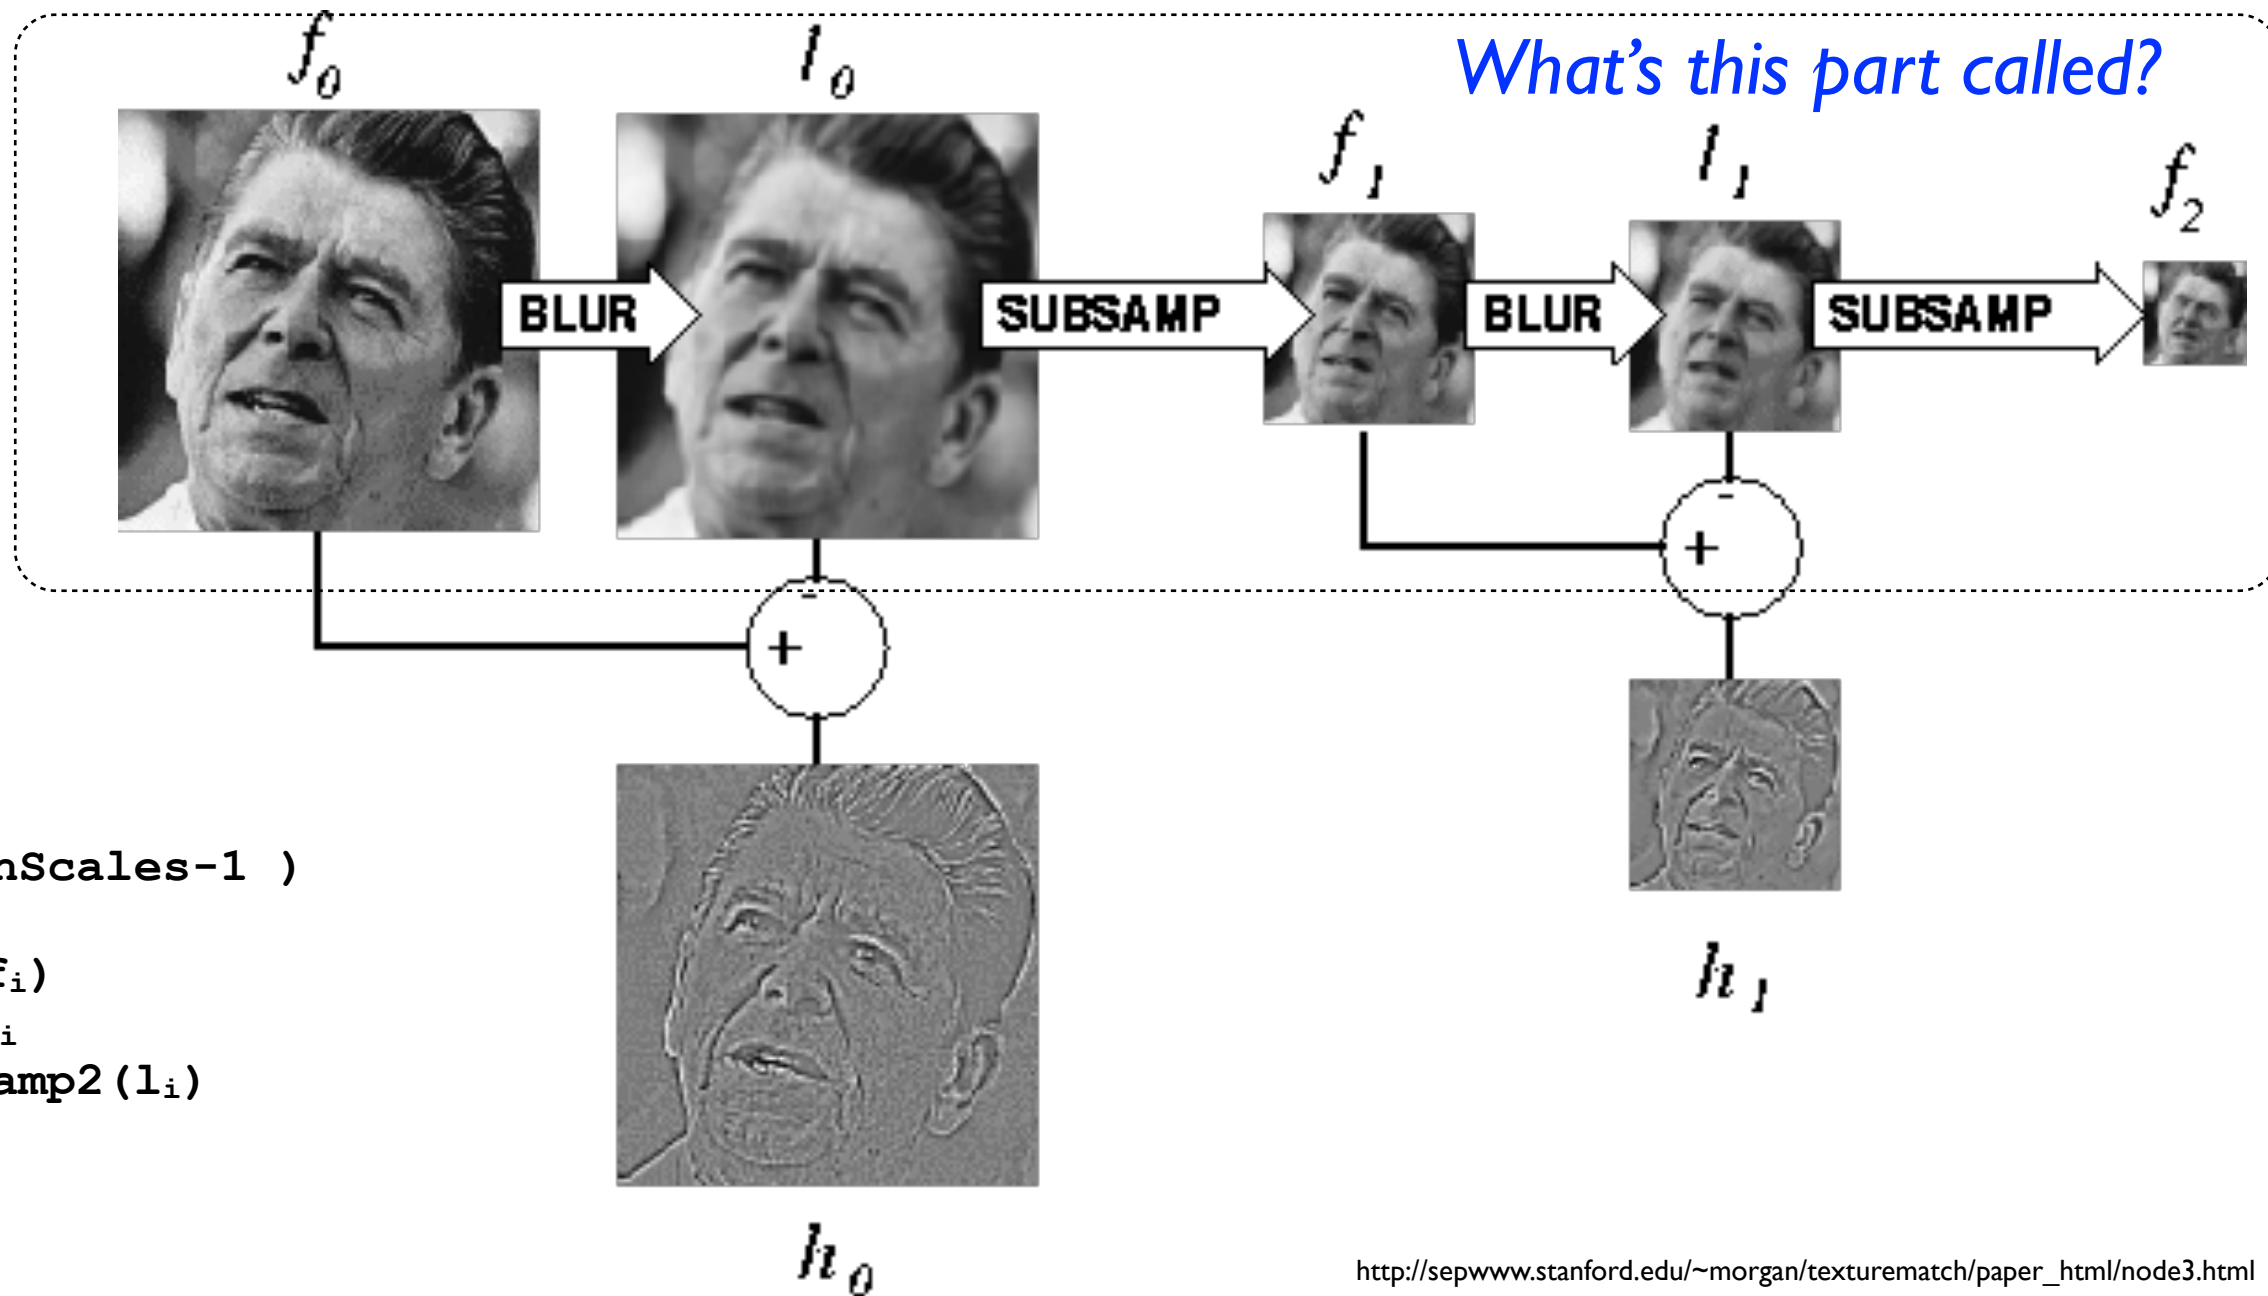 What's this part called?
f0 l0 f1 l1 f2
BLUR SUBSAMP BLUR SUBSAMP
-
+
-
+
nScales-1 )
fi)
i
amp2(li)
h1
h0
http://sepwww.stanford.edu/~morgan/texturematch/paper_html/node3.html